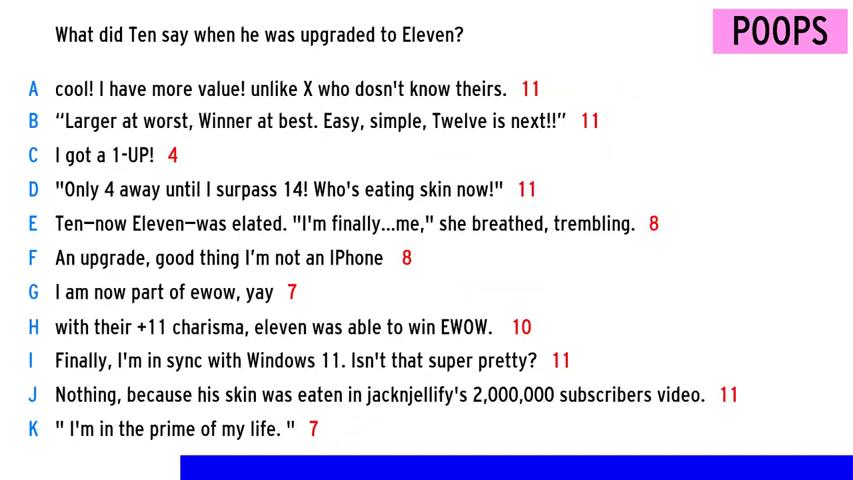 What did Ten say when he was upgraded to Eleven?
POOPS
A cool! I have more value! unlike X who dosn't know theirs. 11
B “Larger at worst, Winner at best. Easy, simple, Twelve is next!!” 11
C I got a 1-UP! 4
D "Only 4 away until I surpass 14! Who's eating skin now!" 11
E Ten—now Eleven—was elated. "I'm finally...me," she breathed, trembling. 8
F An upgrade, good thing I’m not an IPhone 8
G I am now part of ewow, yay 7
H with their +11 charisma, eleven was able to win EWOW. 10
I Finally, I'm in sync with Windows 11. Isn't that super pretty? 11
J Nothing, because his skin was eaten in jacknjellify's 2,000,000 subscribers video. 11
K " I'm in the prime of my life. " 7